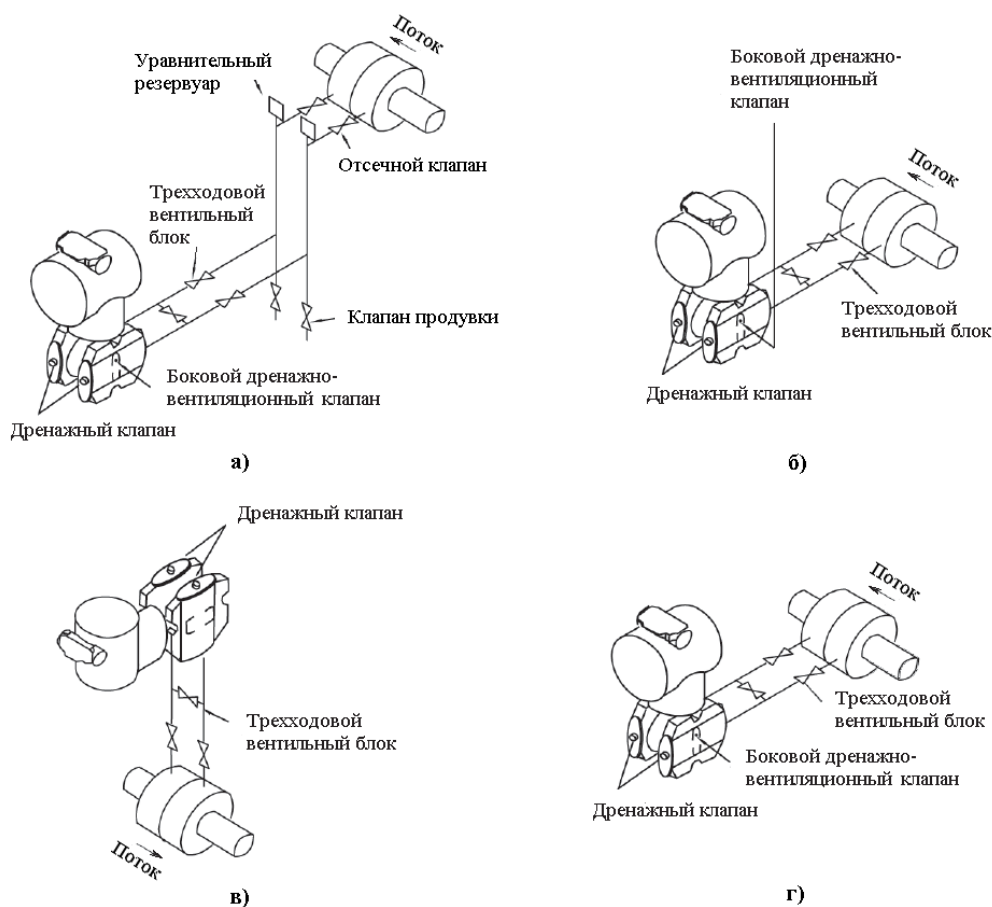 Поток
Уравнительный
резервуар
Отсечной клапан
Трехходовой
вентильный
блок
Клапан продувки
Боковой дренажно-
вентиляционный клапан
Дренажный клапан
а)
Боковой дренажно-
вентиляционный
клапан
Поток
Трехходовой
вентильный блок
Дренажный клапан
б)
Дренажный клапан
Трехходовой
вентильный блок
Поток
в)
Поток
Трехходовой
вентильный блок
Боковой дренажно-
вентиляционный клапан
Дренажный клапан
г)